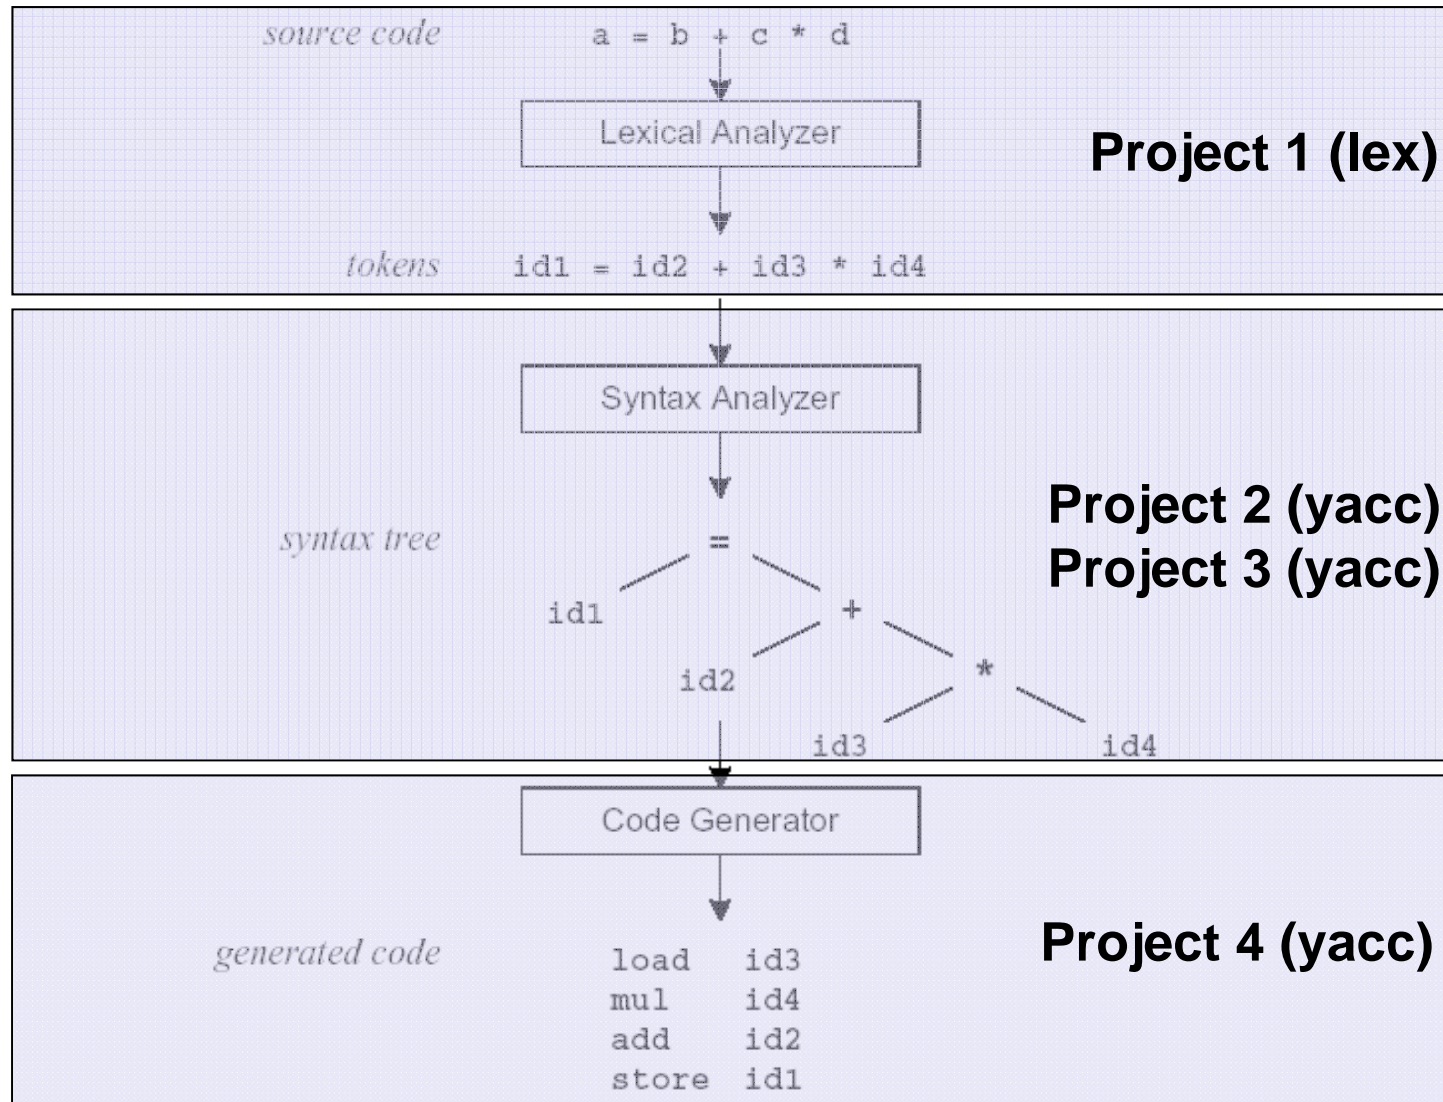 source code a = b + c * d
Lexical Analyzer
Project 1 (lex)
tokens id1 = id2 + id3 * id4
Syntax Analyzer
Project 2 (yacc)
syntax tree =
Project 3 (yacc)
id1 +
id2 *
id3 id4
Code Generator
generated code load id3
Project 4 (yacc)
mul id4
add id2
store id1